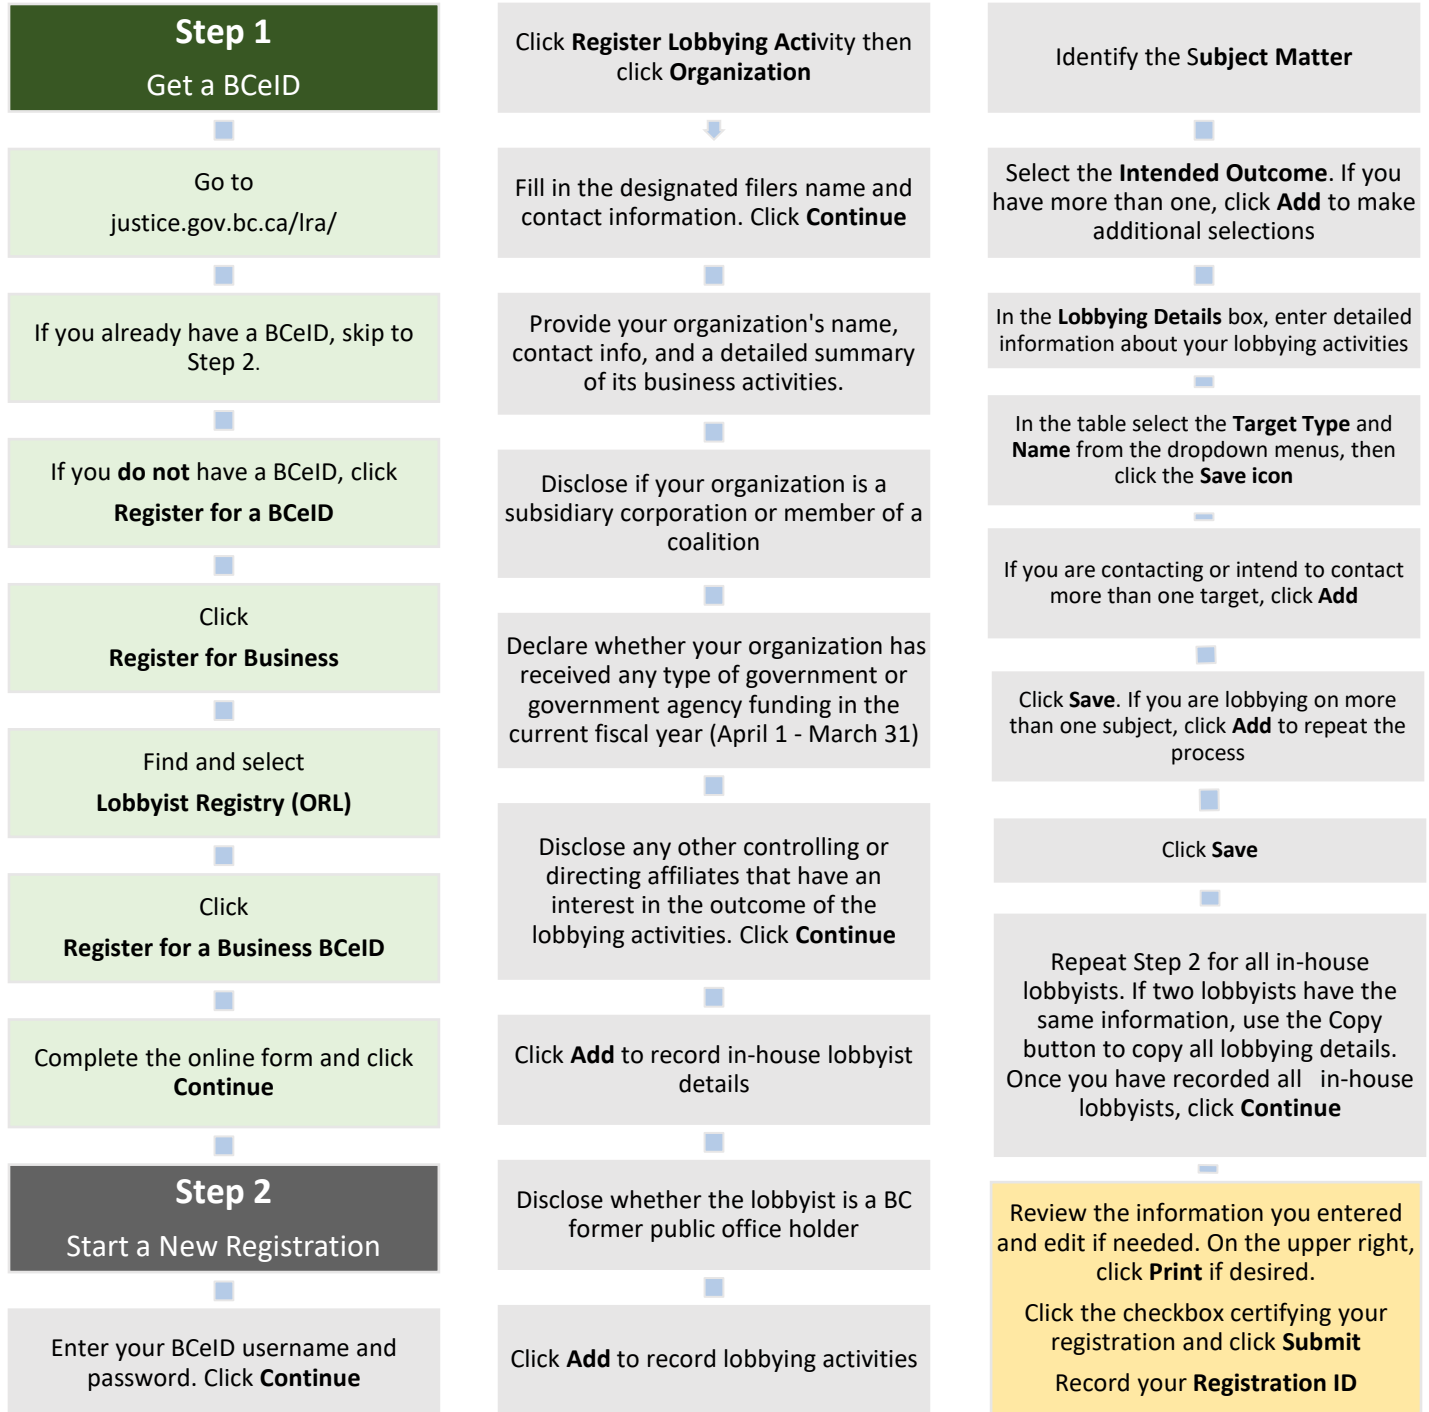 Step 1
Get a BCeID
Go to
justice.gov.bc.ca/lra/
If you already have a BCeID, skip to
Step 2.
If you do not have a BCeID, click
Register for a BCeID
Click
Register for Business
Find and select
Lobbyist Registry (ORL)
Click
Register for a Business BCeID
Complete the online form and click
Continue
Step 2
Start a New Registration
Enter your BCeID username and
password. Click Continue
Click Register Lobbying Activity then
click Organization
Fill in the designated filers name and
contact information. Click Continue
Provide your organization's name,
contact info, and a detailed summary
of its business activities.
Disclose if your organization is a
subsidiary corporation or member of a
coalition
Declare whether your organization has
received any type of government or
government agency funding in the
current fiscal year (April 1 - March 31)
Disclose any other controlling or
directing affiliates that have an
interest in the outcome of the
lobbying activities. Click Continue
Click Add to record in-house lobbyist
details
Disclose whether the lobbyist is a BC
former public office holder
Click Add to record lobbying activities
Identify the Subject Matter
Select the Intended Outcome. If you
have more than one, click Add to make
additional selections
In the Lobbying Details box, enter detailed
information about your lobbying activities
In the table select the Target Type and
Name from the dropdown menus, then
click the Save icon
If you are contacting or intend to contact
more than one target, click Add
Click Save. If you are lobbying on more
than one subject, click Add to repeat the
process
Click Save
Repeat Step 2 for all in-house
lobbyists. If two lobbyists have the
same information, use the Copy
button to copy all lobbying details.
Once you have recorded all in-house
lobbyists, click Continue
Review the information you entered
and edit if needed. On the upper right,
click Print if desired.
Click the checkbox certifying your
registration and click Submit
Record your Registration ID